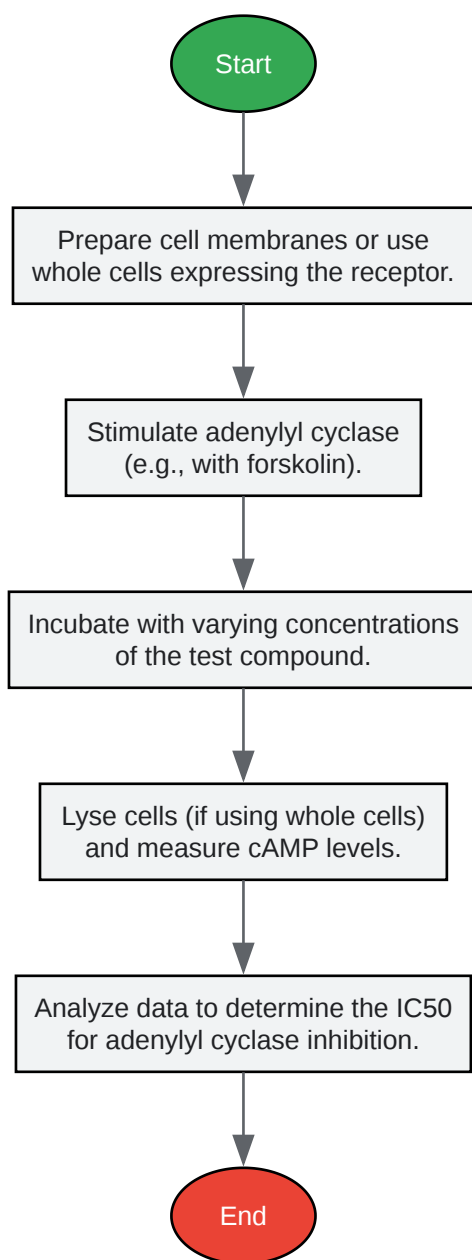 Start
Prepare cell membranes or use
whole cells expressing the receptor.
Stimulate adenylyl cyclase
(e.g., with forskolin).
Incubate with varying concentrations
of the test compound.
Lyse cells (if using whole cells)
and measure cAMP levels.
Analyze data to determine the IC50
for adenylyl cyclase inhibition.
End